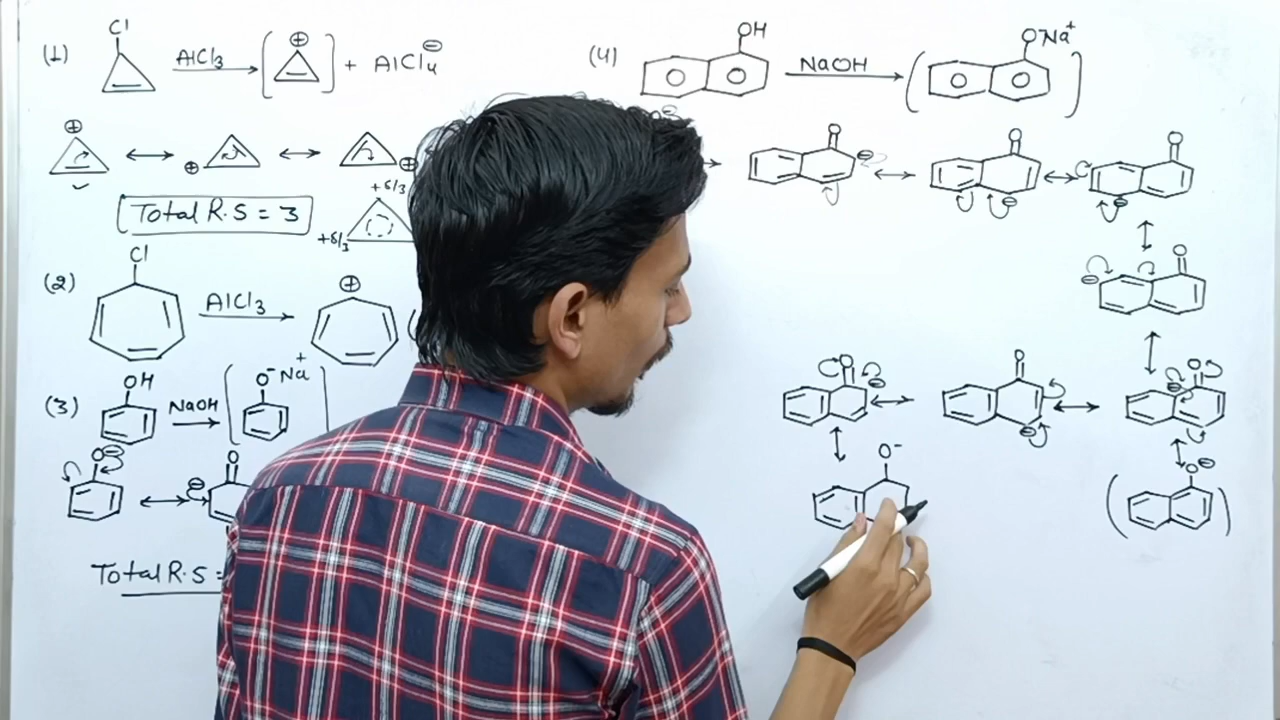 (1) Cl AlCl3 ⊕ + AlCl4 ⊖
⊕ ⊕ ⊕
Total R.S = 3
+δ/3
+δ/3
(2) Cl AlCl3 ⊕
(3) OH NaOH O⁻ Na⁺
O⊖ O ⊖
Total R.S =
(4) OH NaOH ONa⁺
O ⊖ O ⊖ O ⊖
O ⊖
O ⊖ O ⊖ O ⊖
O⁻ O⊖